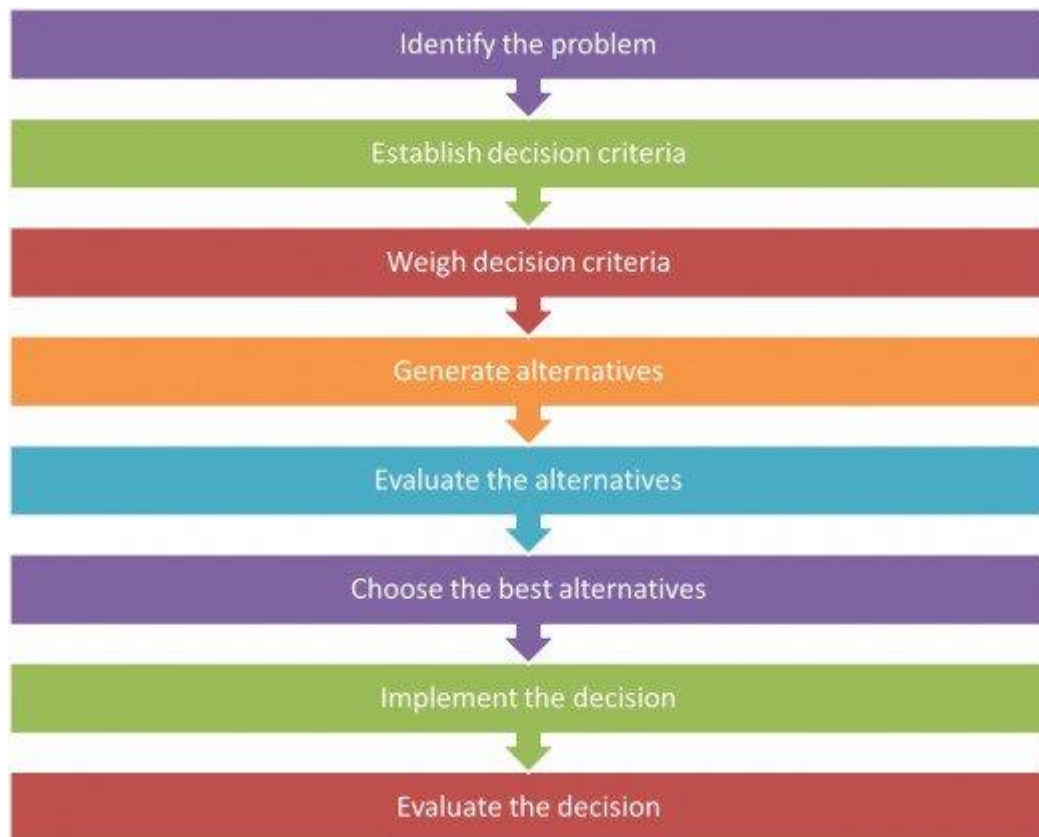 Identify the problem
Establish decision criteria
Weigh decision criteria
Generate alternatives
Evaluate the alternatives
Choose the best alternatives
Implement the decision
Evaluate the decision